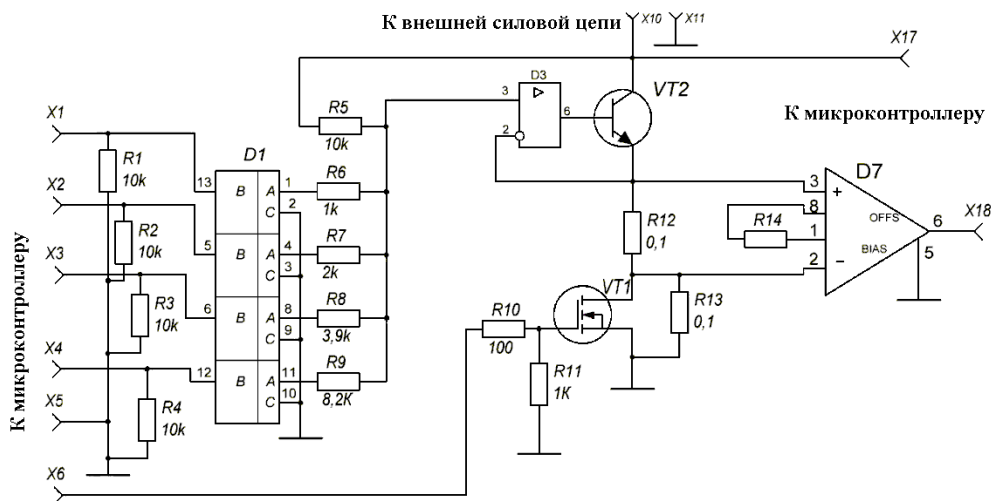 К внешней силовой цепи
X10
X11
X17
D3
3
6
2
VT2
К микроконтроллеру
R5
10k
X1
D1
R1
10k
R6
1k
13
B
A
1
C
2
X2
R2
10k
5
B
A
4
C
3
R7
2k
X3
R3
10k
6
B
A
8
C
9
R8
3,9k
X4
R4
10k
12
B
A
11
C
10
R9
8,2К
X5
X6
К микроконтроллеру
R12
0,1
VT1
R10
100
R11
1К
R13
0,1
R14
D7
3
+
8
OFFS
1
BIAS
2
−
6
5
X18